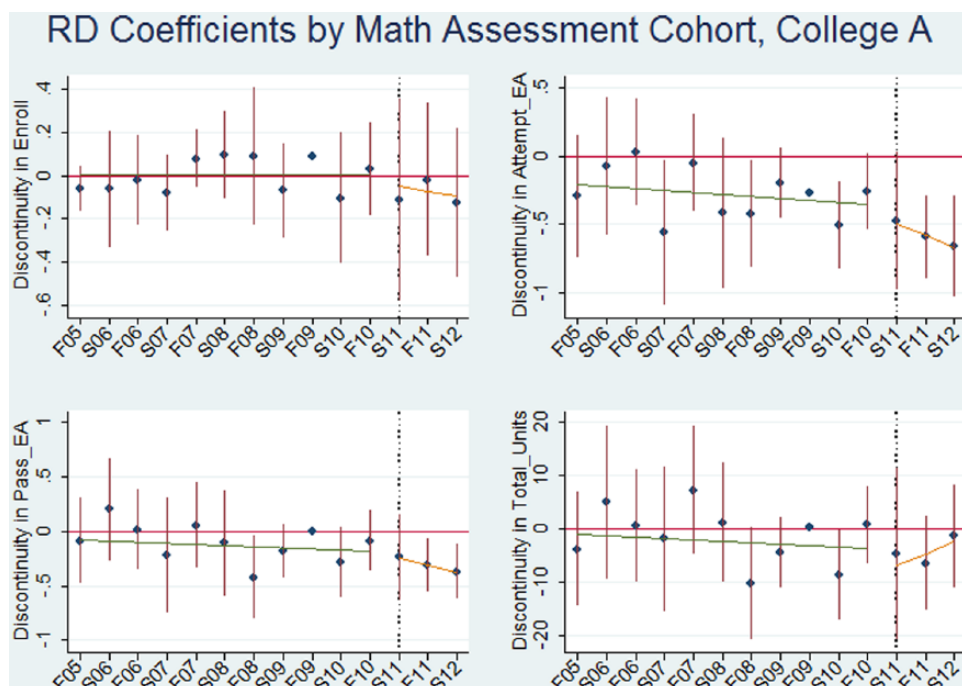 RD Coefficients by Math Assessment Cohort, College A
Discontinuity in Enroll
.4
.2
0
-.2
-.4
-.6
F05 S06 F06 S07 F07 S08 F08 S09 F09 S10 F10 S11 F11 S12
Discontinuity in Attempt_EA
.5
0
-.5
-1
F05 S06 F06 S07 F07 S08 F08 S09 F09 S10 F10 S11 F11 S12
Discontinuity in Pass_EA
1
.5
0
-.5
-1
F05 S06 F06 S07 F07 S08 F08 S09 F09 S10 F10 S11 F11 S12
Discontinuity in Total_Units
20
10
0
-10
-20
F05 S06 F06 S07 F07 S08 F08 S09 F09 S10 F10 S11 F11 S12